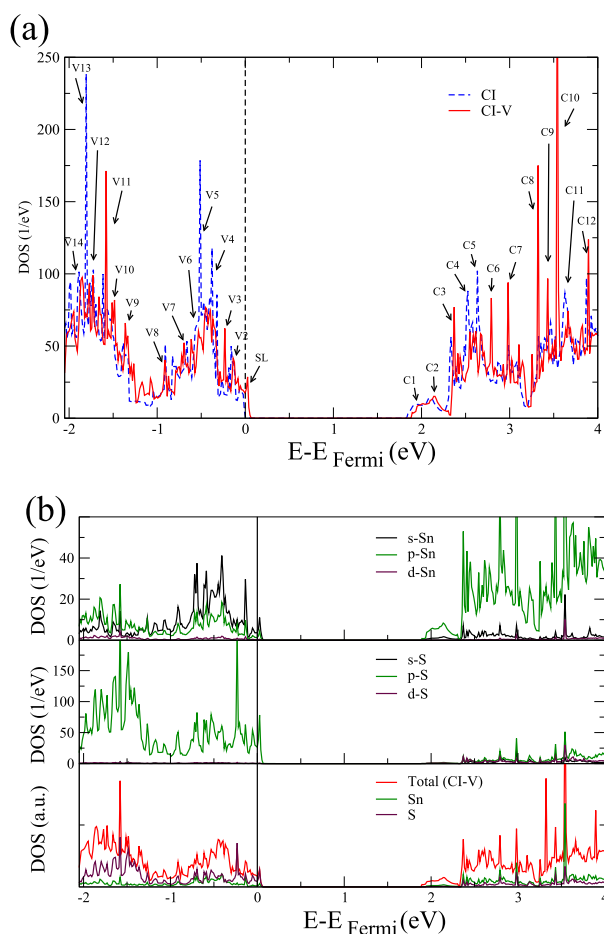 (a)
250
200
150
100
50
0
DOS (1/eV)
V13
V12
V11
V14
V10
V9
V8
V7
V6
V5
V4
V3
V2
SL
CI
CI-V
C1
C2
C3
C4
C5
C6
C7
C8
C9
C10
C11
C12
-2 -1 0 1 2 3 4
E-E Fermi (eV)
(b)
40
20
0
DOS (1/eV)
s-Sn
p-Sn
d-Sn
150
100
50
0
DOS (1/eV)
s-S
p-S
d-S
DOS (a.u.)
Total (CI-V)
Sn
S
-2 -1 0 1 2 3 4
E-E Fermi (eV)